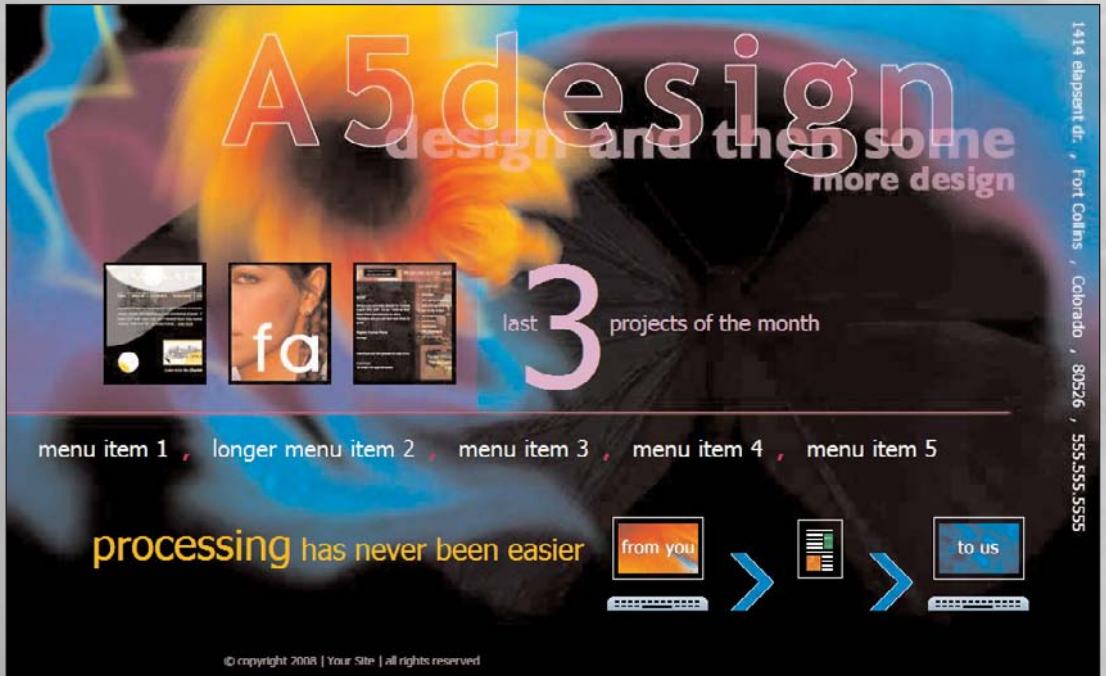 A5design
design and then some
more design
1414 elapsent dr. , Fort Collins , Colorado , 80526 , 555.555.5555
fa
last 3 projects of the month
menu item 1 , longer menu item 2 , menu item 3 , menu item 4 , menu item 5
processing has never been easier
from you
to us
© copyright 2008 | Your Site | all rights reserved